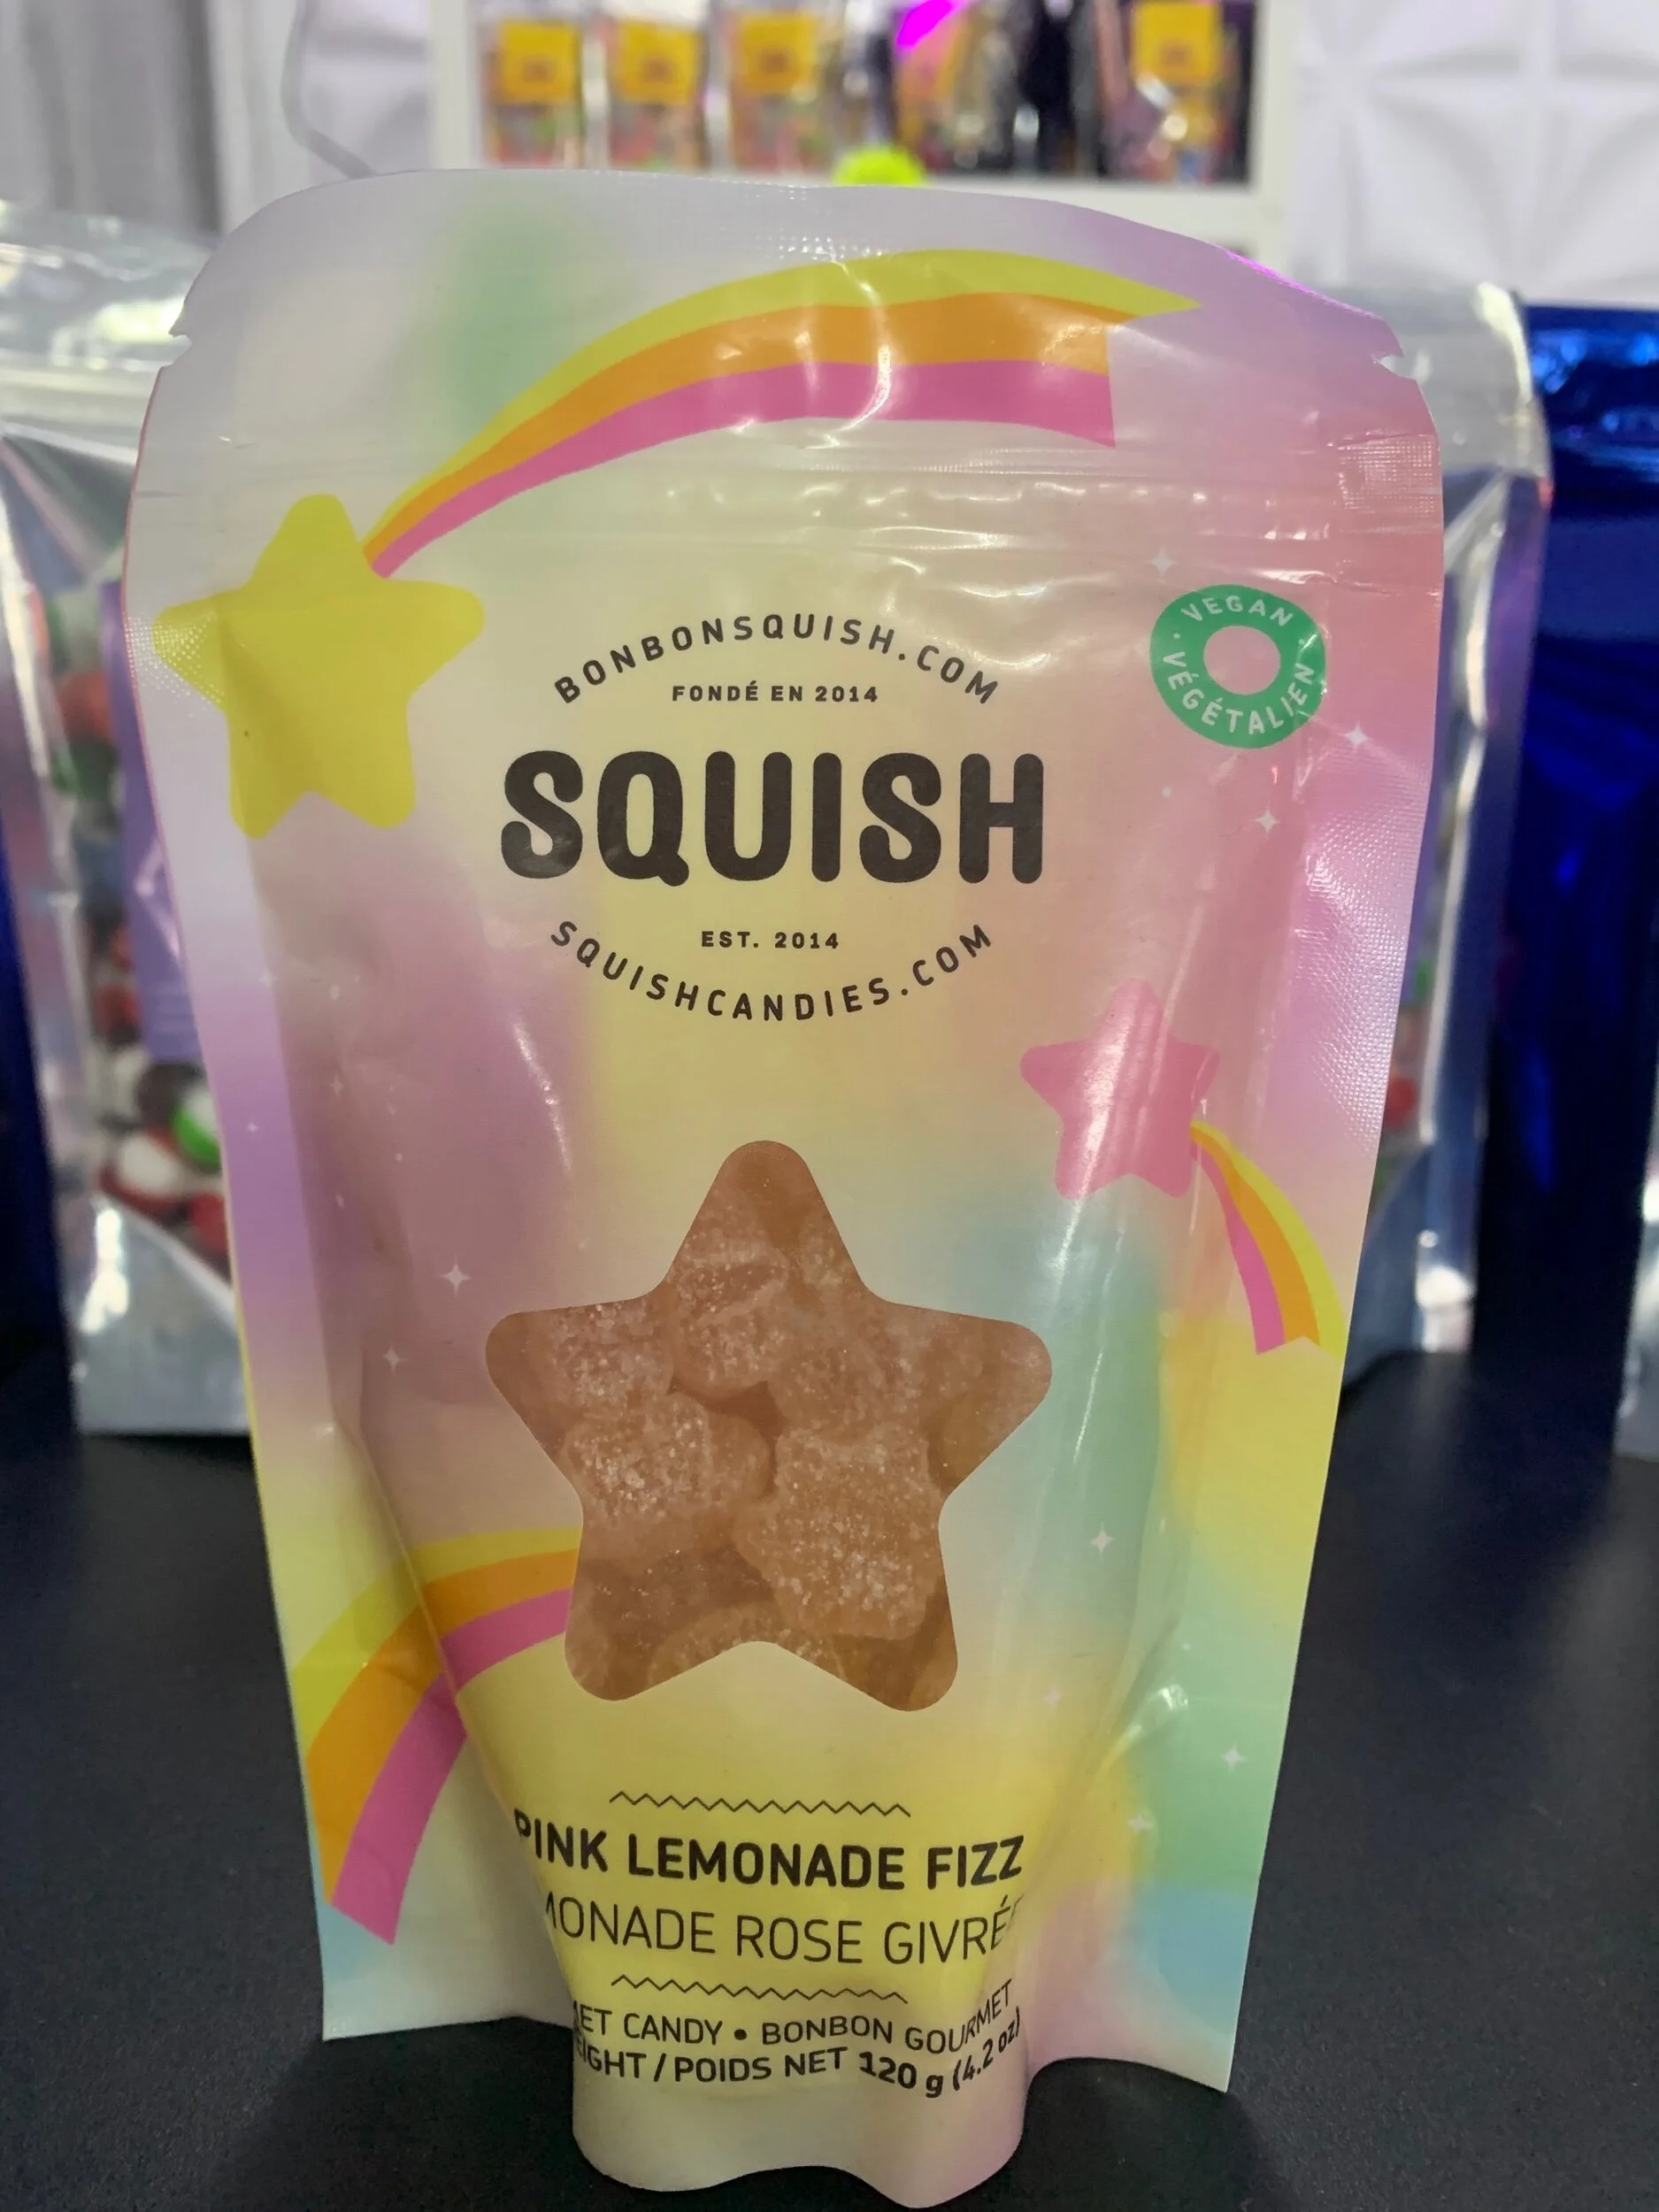 BONBONSQUISH.COM
FONDÉ EN 2014
VEGAN
VÉGÉTALIEN
SQUISH
EST. 2014
SQUISHCANDIES.COM
PINK LEMONADE FIZZ
MONADE ROSE GIVRÉE
ET CANDY • BONBON GOURMET
EIGHT / POIDS NET 120 g (4.2 oz)